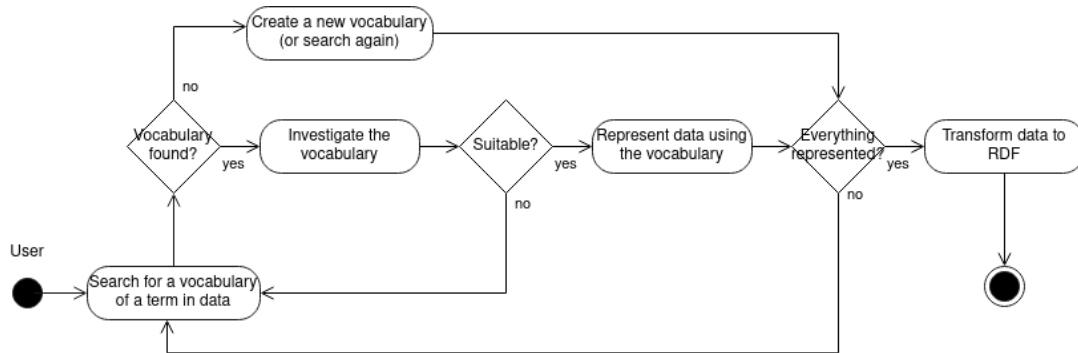 Create a new vocabulary
(or search again)
no
Vocabulary
found?
yes
Investigate the
vocabulary
Suitable?
yes
no
Represent data using
the vocabulary
Everything
represented?
yes
no
Transform data to
RDF
User
Search for a vocabulary
of a term in data